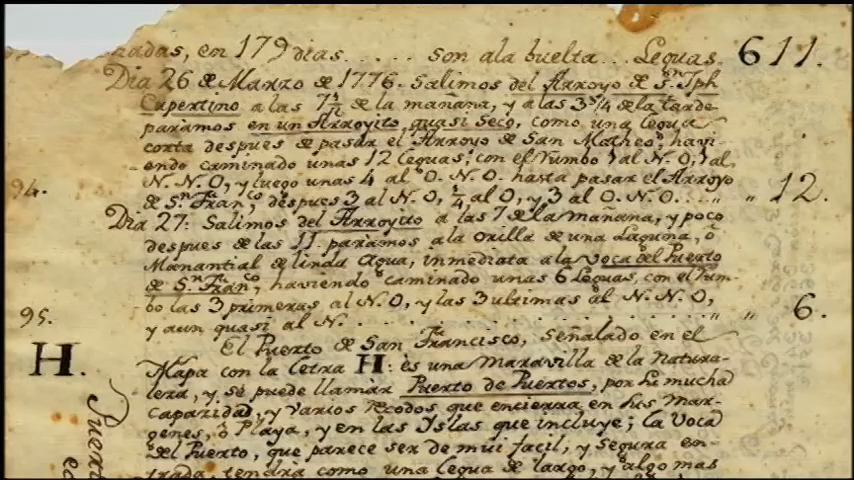 zadas, en 179 dias. . . . . . son ala buelta. . . Leguas. 611.
Dia 26 de Marzo de 1776. Salimos del Arroyo de Sn. Jph
Cupertino a las 7½ de la mañana, y a las 3¾ de la tarde
paramos en un Arroyito, quasi seco, como una legua
corta despues de pasar el Arroyo de San Matheo, havi-
endo caminado unas 12 leguas; con el rumbo 1 al N. O, 1 al
94. N. N. O, y luego unas 4 al O. N. O. hasta pasar el Arroyo
de Sn. Franco, despues 3 al N. O, al O, y 3 al O. N. O. . . „ „ 12.
Dia 27: Salimos del Arroyito a las 7 de la mañana, y poco
despues de las 11. paramos ala orilla de una Laguna, ò
Manantial de linda agua, inmediata a la voca del Puerto
de Sn. Franco, haviendo caminado unas 6 leguas, con el rum-
95. bo las 3 primeras al N. O, y las 3 ultimas al N. N. O, „ „ 6.
y aun quasi al N. . . . . . . . .
El Puerto de San Francisco, señalado en el
H. Mapa con la letra H: es una maravilla de la natura-
leza, y se puede llamar Puerto de Puertos, por su mucha
capazidad, y varios recodos que encierra en sus mar-
genes, ò Playa, y en las Yslas que incluye; la Voca
del Puerto, que parece ser de mui facil, y segura en-
trada, tendrà como una legua de largo, y algo mas
Puert